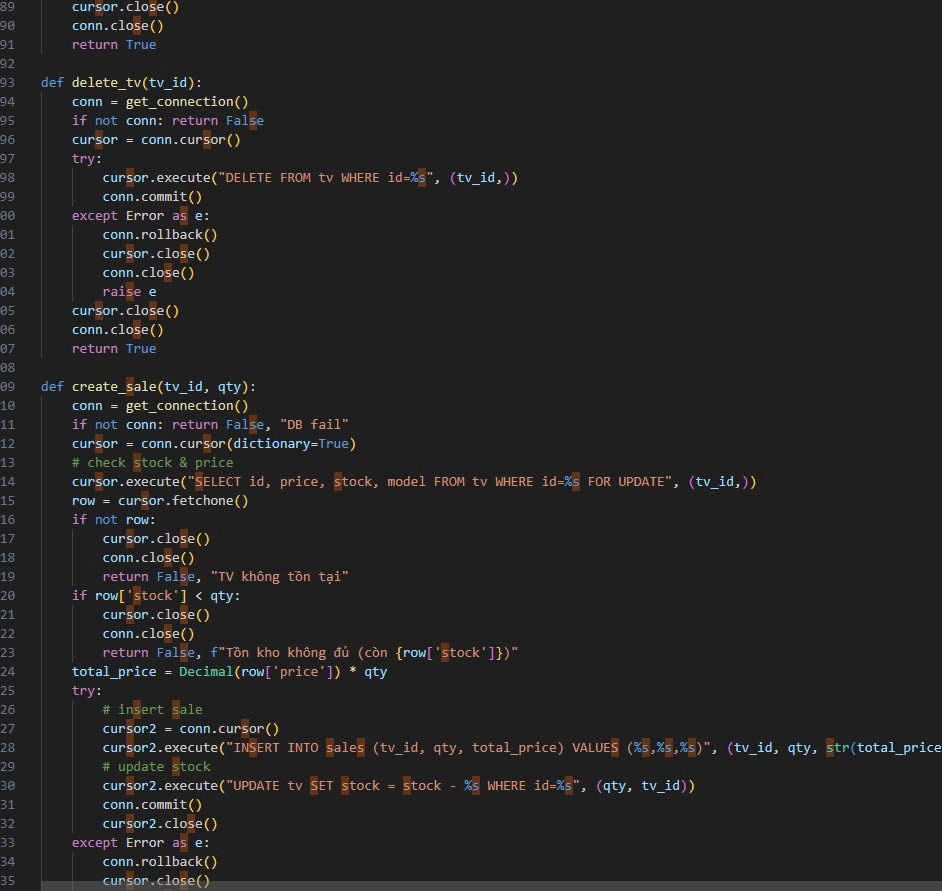 89 cursor.close()
90 conn.close()
91 return True
92
93 def delete_tv(tv_id):
94 conn = get_connection()
95 if not conn: return False
96 cursor = conn.cursor()
97 try:
98 cursor.execute("DELETE FROM tv WHERE id=%s", (tv_id,))
99 conn.commit()
00 except Error as e:
01 conn.rollback()
02 cursor.close()
03 conn.close()
04 raise e
05 cursor.close()
06 conn.close()
07 return True
08
09 def create_sale(tv_id, qty):
10 conn = get_connection()
11 if not conn: return False, "DB fail"
12 cursor = conn.cursor(dictionary=True)
13 # check stock & price
14 cursor.execute("SELECT id, price, stock, model FROM tv WHERE id=%s FOR UPDATE", (tv_id,))
15 row = cursor.fetchone()
16 if not row:
17 cursor.close()
18 conn.close()
19 return False, "TV không tồn tại"
20 if row['stock'] < qty:
21 cursor.close()
22 conn.close()
23 return False, f"Tồn kho không đủ (còn {row['stock']})"
24 total_price = Decimal(row['price']) * qty
25 try:
26 # insert sale
27 cursor2 = conn.cursor()
28 cursor2.execute("INSERT INTO sales (tv_id, qty, total_price) VALUES (%s,%s,%s)", (tv_id, qty, str(total_price
29 # update stock
30 cursor2.execute("UPDATE tv SET stock = stock - %s WHERE id=%s", (qty, tv_id))
31 conn.commit()
32 cursor2.close()
33 except Error as e:
34 conn.rollback()
35 cursor.close()